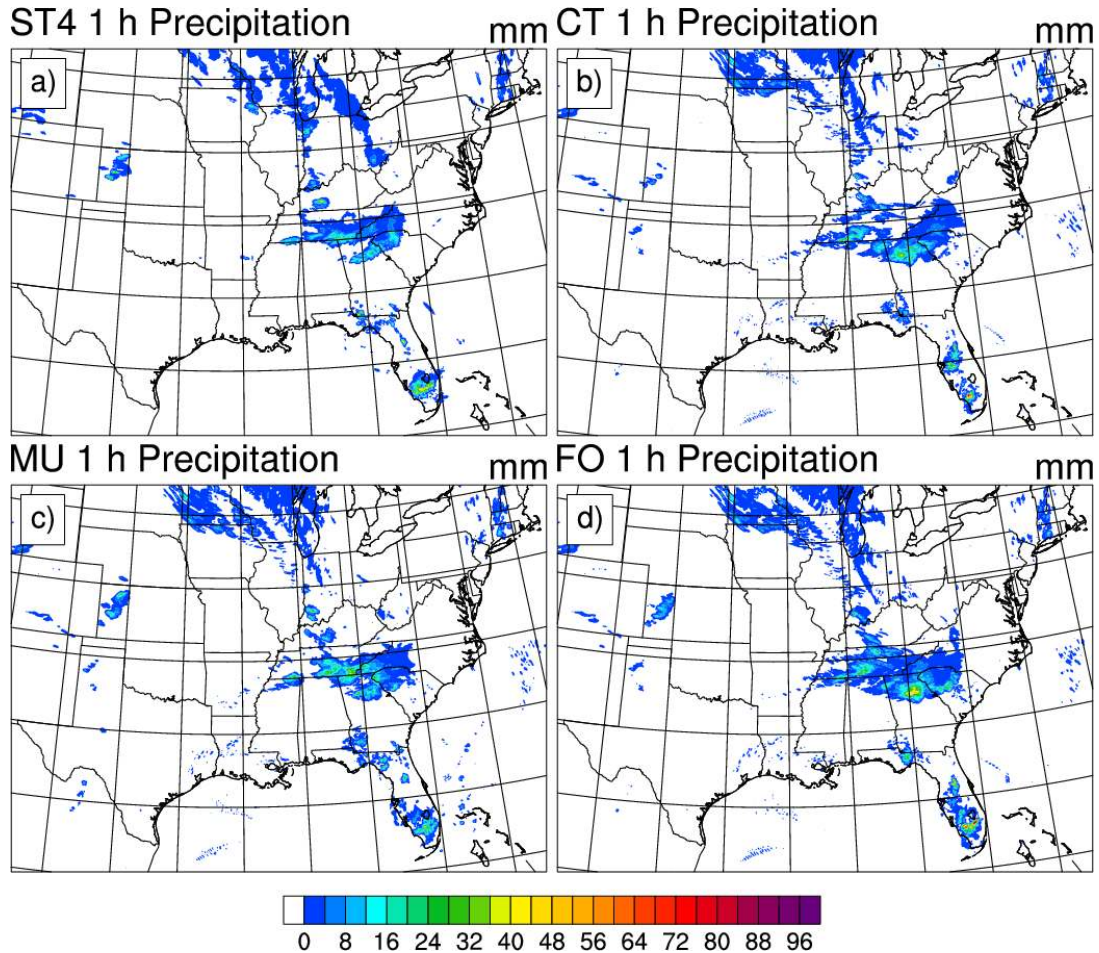 ST4 1 h Precipitation mm
a)
CT 1 h Precipitation mm
b)
MU 1 h Precipitation mm
c)
FO 1 h Precipitation mm
d)
0 8 16 24 32 40 48 56 64 72 80 88 96